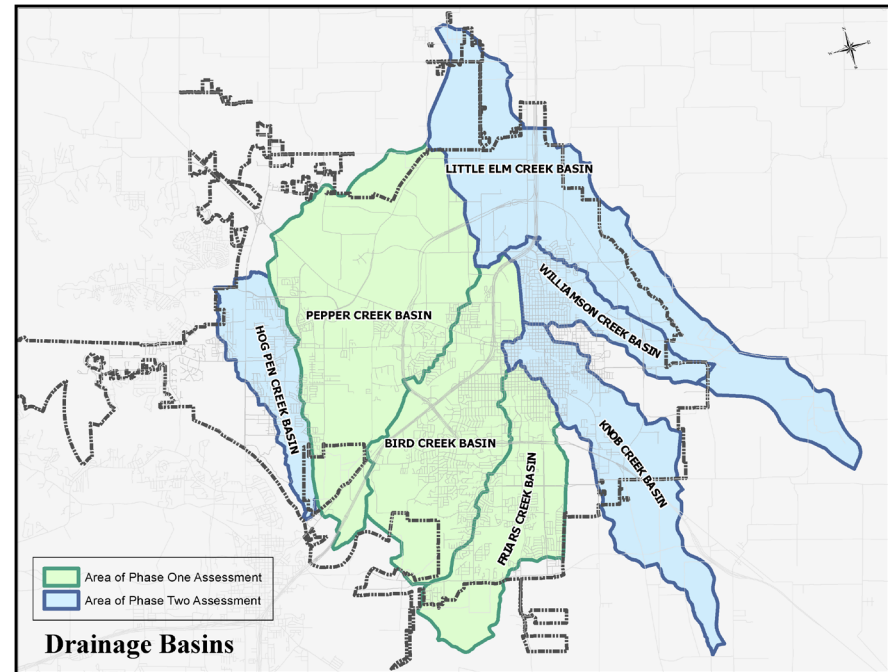 LITTLE ELM CREEK BASIN
WILLIAMSON CREEK BASIN
PEPPER CREEK BASIN
HOG PEN CREEK BASIN
BIRD CREEK BASIN
KNOB CREEK BASIN
FRIARS CREEK BASIN
Area of Phase One Assessment
Area of Phase Two Assessment
Drainage Basins